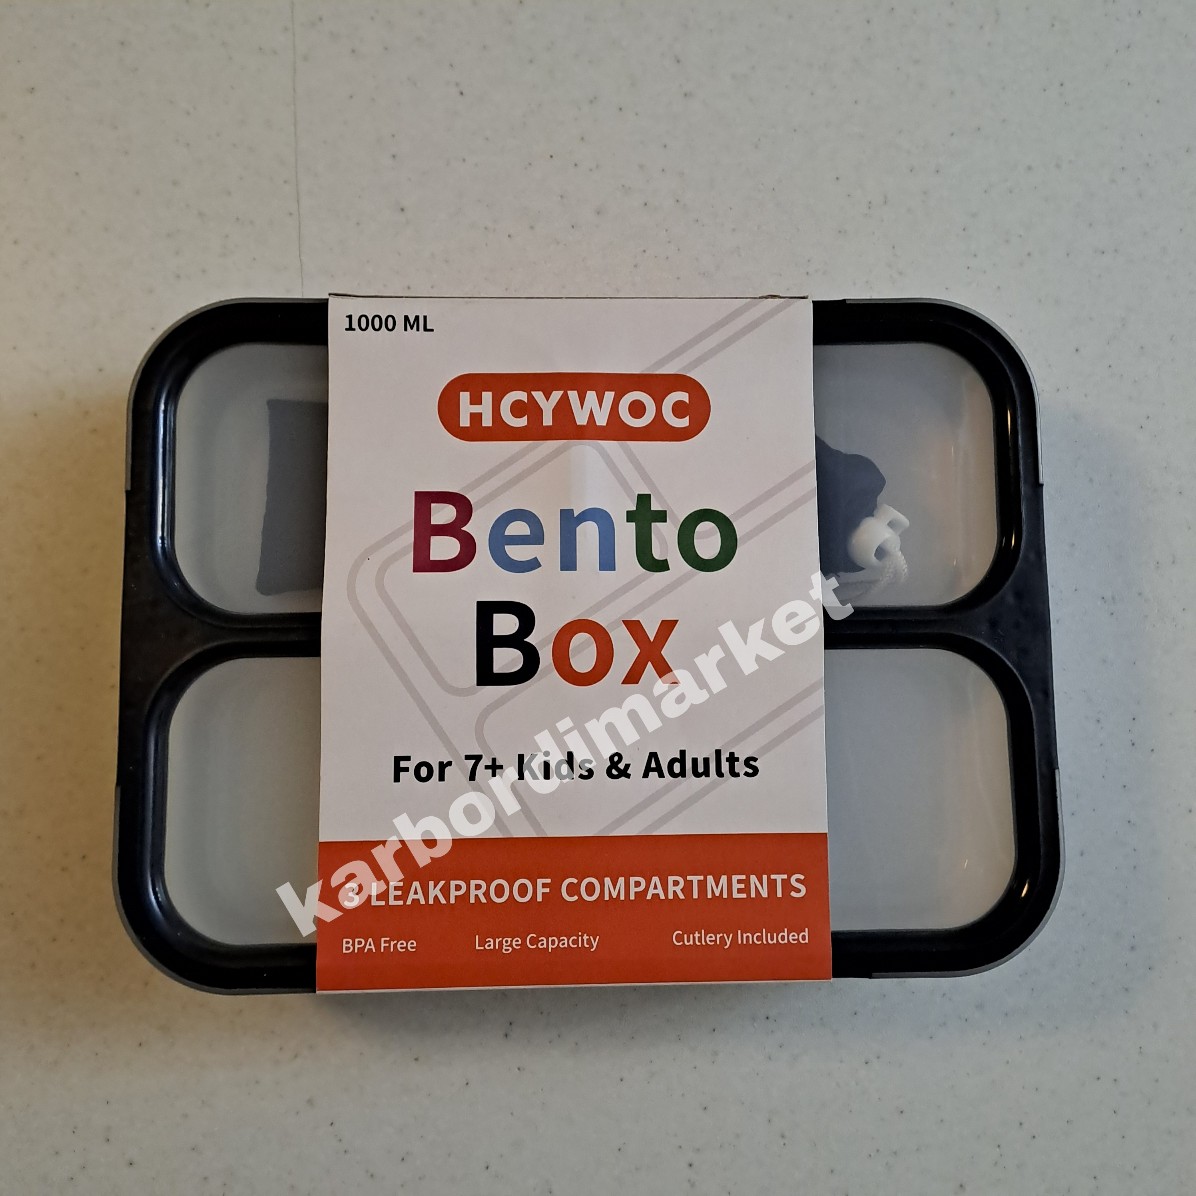 1000 ML
HCYWOC
Bento
Box
For 7+ Kids & Adults
3 LEAKPROOF COMPARTMENTS
BPA Free Large Capacity Cutlery Included
karbordimarket